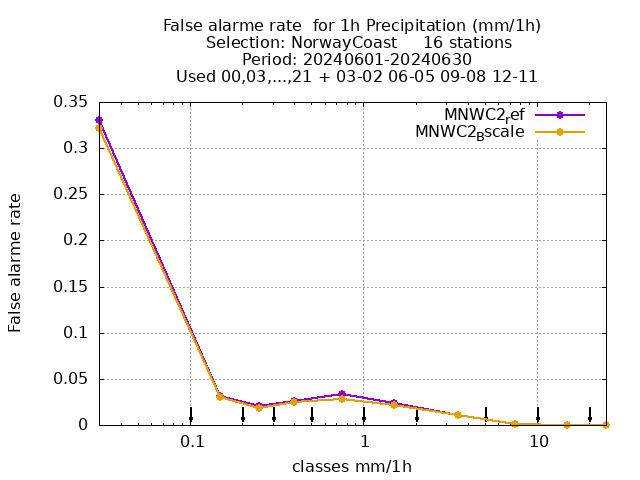 False alarme rate  for 1h Precipitation (mm/1h)
Selection: NorwayCoast     16 stations
Period: 20240601-20240630
Used 00,03,...,21 + 03-02 06-05 09-08 12-11
MNWC2ref
MNWC2Bscale
0.35
0.3
0.25
0.2
0.15
0.1
0.05
0
False alarme rate
0.1
1
10
classes mm/1h